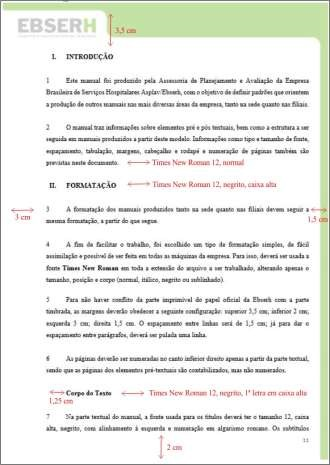 EBSERH
3,5 cm
I. INTRODUÇÃO
1 Este manual foi produzido pela Assessoria de Planejamento e Avaliação da Empresa
Brasileira de Serviços Hospitalares Asplav/Ebserh, com o objetivo de definir padrões que orientem
a produção de outros manuais nas mais diversas áreas da empresa, tanto na sede quanto nas filiais.
2 O manual traz informações sobre elementos pré e pós textuais, bem como a estrutura a ser
seguida em manuais produzidos a partir deste modelo. Informações como tipo e tamanho de fonte,
espaçamento, tabulação, margens, cabeçalho e rodapé e numeração de páginas também são
previstas neste documento. Times New Roman 12, normal
II. FORMATAÇÃO Times New Roman 12, negrito, caixa alta
3 cm
1,5 cm
3 A formatação dos manuais produzidos tanto na sede quanto nas filiais devem seguir a
mesma formatação, a partir do que segue.
4 A fim de facilitar o trabalho, foi escolhido um tipo de formatação simples, de fácil
assimilação e possível de ser feita em todas as máquinas da empresa. Para isso, deverá ser usada a
fonte Times New Roman em toda a extensão do arquivo a ser trabalhado, alterando apenas o
tamanho, posição e corpo (normal, itálico, negrito ou sublinhado).
5 Para não haver conflito da parte imprimível do papel oficial da Ebserh com a parte
timbrada, as margens deverão obedecer a seguinte configuração: superior 3,5 cm; inferior 2 cm;
esquerda 3 cm; direita 1,5 cm. O espaçamento entre linhas será de 1,5 cm; já para dar o
espaçamento entre parágrafos, deverá ser pulada uma linha.
6 As páginas deverão ser numeradas no canto inferior direito apenas a partir da parte textual,
sendo que as páginas dos elementos pré-textuais são contabilizados, mas não numerados.
Corpo do Texto Times New Roman 12, negrito, 1ª letra em caixa alta
1,25 cm
7 Na parte textual do manual, a fonte usada para os títulos deverá ter o tamanho 12, caixa
alta, negrito, com alinhamento à esquerda e numeração em algarismo romano. Os subtítulos
2 cm